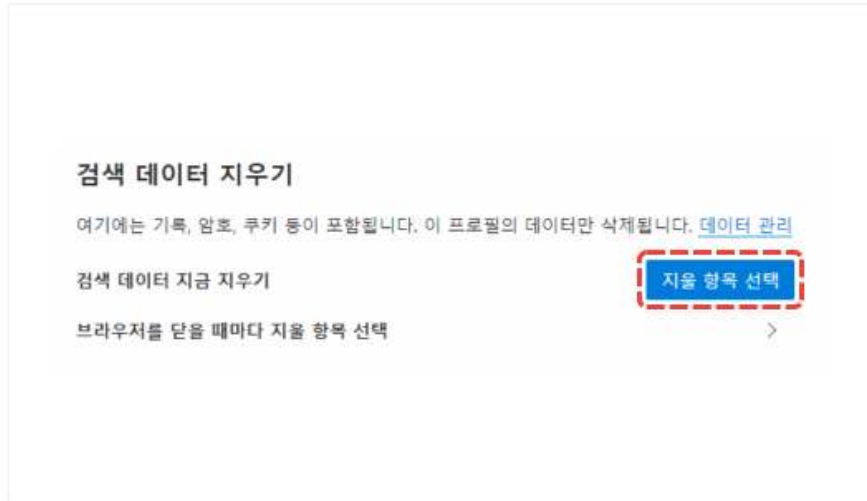 검색 데이터 지우기
여기에는 기록, 암호, 쿠키 등이 포함됩니다. 이 프로필의 데이터만 삭제됩니다. 데이터 관리
검색 데이터 지금 지우기
지울 항목 선택
브라우저를 닫을 때마다 지울 항목 선택